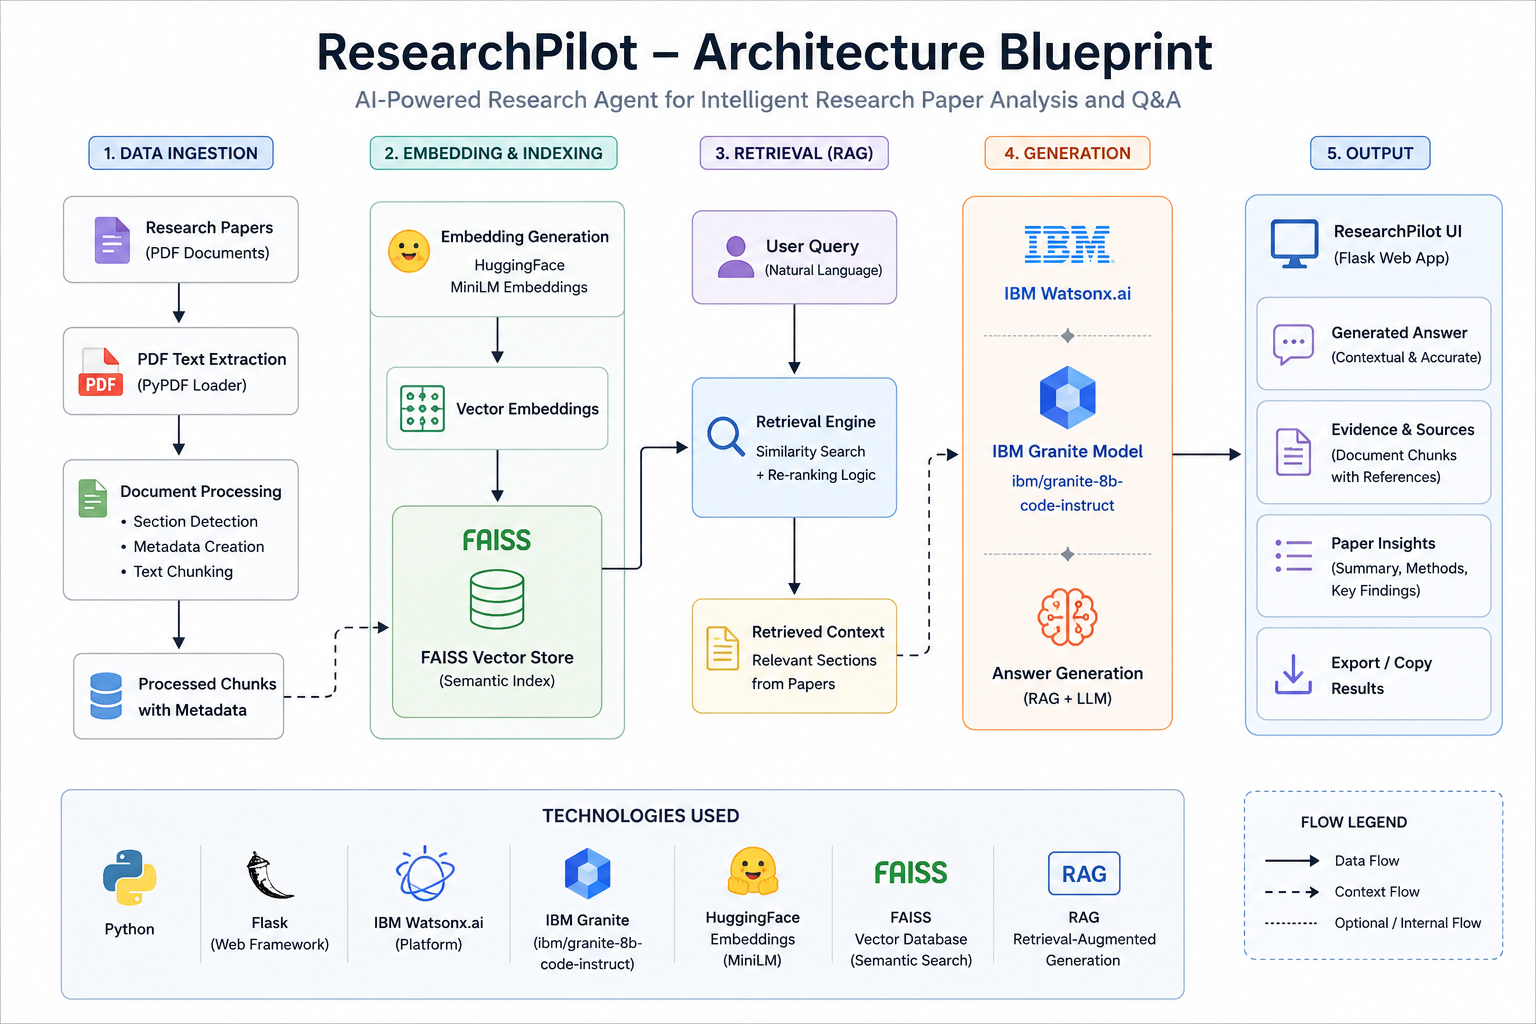 ResearchPilot – Architecture Blueprint
AI-Powered Research Agent for Intelligent Research Paper Analysis and Q&A
1. DATA INGESTION
Research Papers
(PDF Documents)
PDF
PDF Text Extraction
(PyPDF Loader)
Document Processing
• Section Detection
• Metadata Creation
• Text Chunking
Processed Chunks
with Metadata
2. EMBEDDING & INDEXING
Embedding Generation
HuggingFace
MiniLM Embeddings
Vector Embeddings
FAISS
FAISS Vector Store
(Semantic Index)
3. RETRIEVAL (RAG)
User Query
(Natural Language)
Retrieval Engine
Similarity Search
+ Re-ranking Logic
Retrieved Context
Relevant Sections
from Papers
4. GENERATION
IBM
IBM Watsonx.ai
IBM Granite Model
ibm/granite-8b-
code-instruct
Answer Generation
(RAG + LLM)
5. OUTPUT
ResearchPilot UI
(Flask Web App)
Generated Answer
(Contextual & Accurate)
Evidence & Sources
(Document Chunks
with References)
Paper Insights
(Summary, Methods,
Key Findings)
Export / Copy
Results
TECHNOLOGIES USED
Python
Flask
(Web Framework)
IBM Watsonx.ai
(Platform)
IBM Granite
(ibm/granite-8b-
code-instruct)
HuggingFace
Embeddings
(MiniLM)
FAISS
FAISS
Vector Database
(Semantic Search)
RAG
RAG
Retrieval-Augmented
Generation
FLOW LEGEND
Data Flow
Context Flow
Optional / Internal Flow